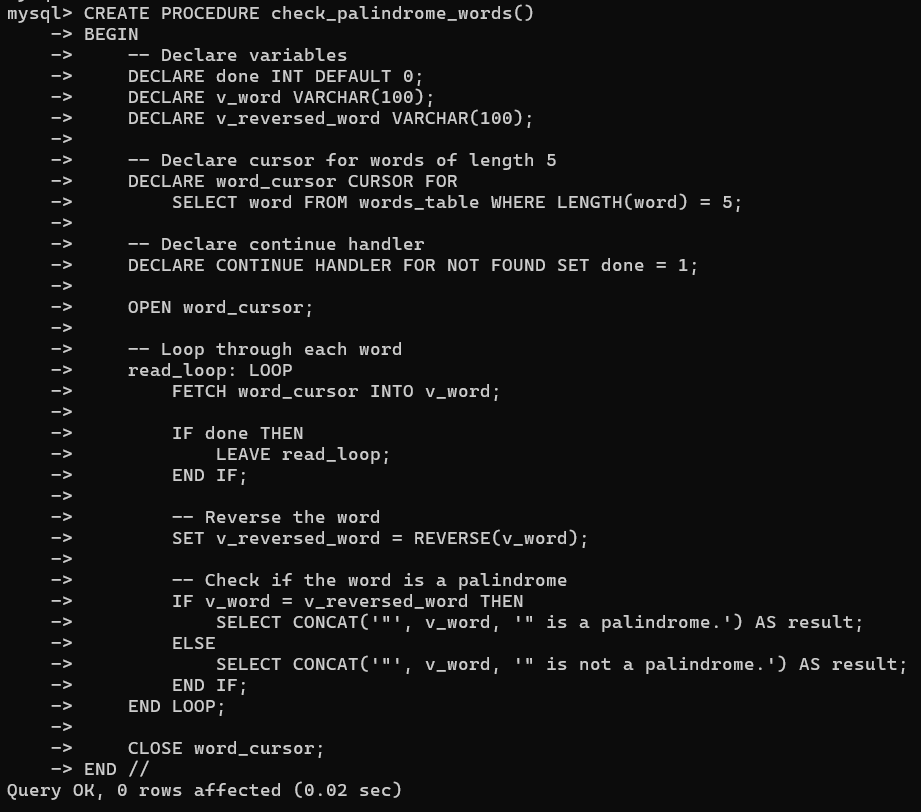 mysql> CREATE PROCEDURE check_palindrome_words()
    -> BEGIN
    ->     -- Declare variables
    ->     DECLARE done INT DEFAULT 0;
    ->     DECLARE v_word VARCHAR(100);
    ->     DECLARE v_reversed_word VARCHAR(100);
    ->
    ->     -- Declare cursor for words of length 5
    ->     DECLARE word_cursor CURSOR FOR
    ->         SELECT word FROM words_table WHERE LENGTH(word) = 5;
    ->
    ->     -- Declare continue handler
    ->     DECLARE CONTINUE HANDLER FOR NOT FOUND SET done = 1;
    ->
    ->     OPEN word_cursor;
    ->
    ->     -- Loop through each word
    ->     read_loop: LOOP
    ->         FETCH word_cursor INTO v_word;
    ->
    ->         IF done THEN
    ->             LEAVE read_loop;
    ->         END IF;
    ->
    ->         -- Reverse the word
    ->         SET v_reversed_word = REVERSE(v_word);
    ->
    ->         -- Check if the word is a palindrome
    ->         IF v_word = v_reversed_word THEN
    ->             SELECT CONCAT('"', v_word, '" is a palindrome.') AS result;
    ->         ELSE
    ->             SELECT CONCAT('"', v_word, '" is not a palindrome.') AS result;
    ->         END IF;
    ->     END LOOP;
    ->
    ->     CLOSE word_cursor;
    -> END //
Query OK, 0 rows affected (0.02 sec)